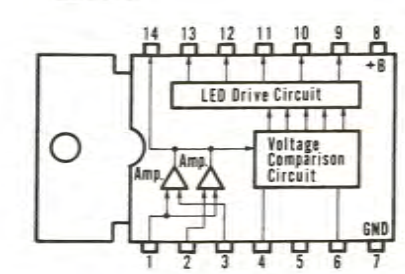 14 13 12 11 10 9 8
+B
LED Drive Circuit
Amp. Amp.
Voltage
Comparison
Circuit
GND
1 2 3 4 5 6 7